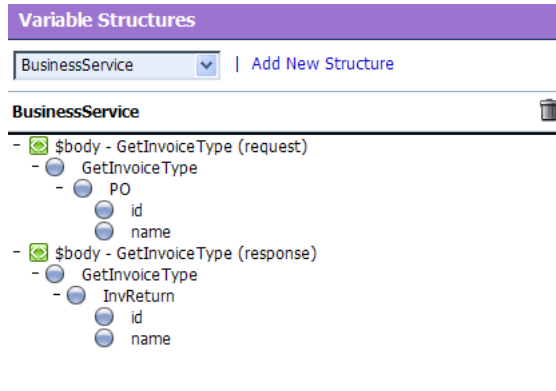 Variable Structures
BusinessService | Add New Structure
BusinessService
- $body - GetInvoiceType (request)
- GetInvoiceType
- PO
id
name
- $body - GetInvoiceType (response)
- GetInvoiceType
- InvReturn
id
name